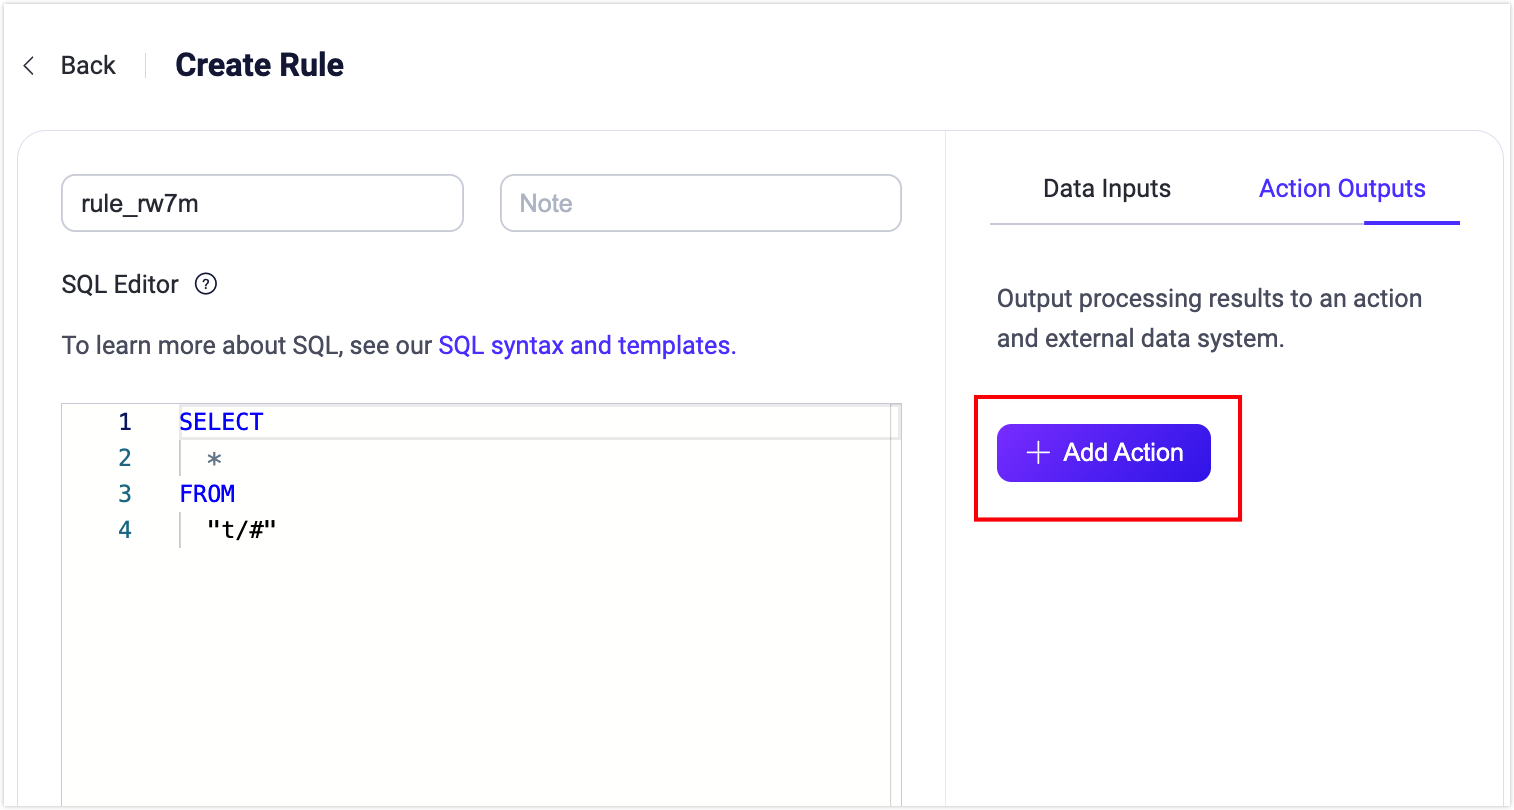 Back
Create Rule
rule_rw7m
Note
SQL Editor ?
To learn more about SQL, see our SQL syntax and templates.
1 SELECT
2 *
3 FROM
4 "t/#"
Data Inputs
Action Outputs
Output processing results to an action
and external data system.
+ Add Action